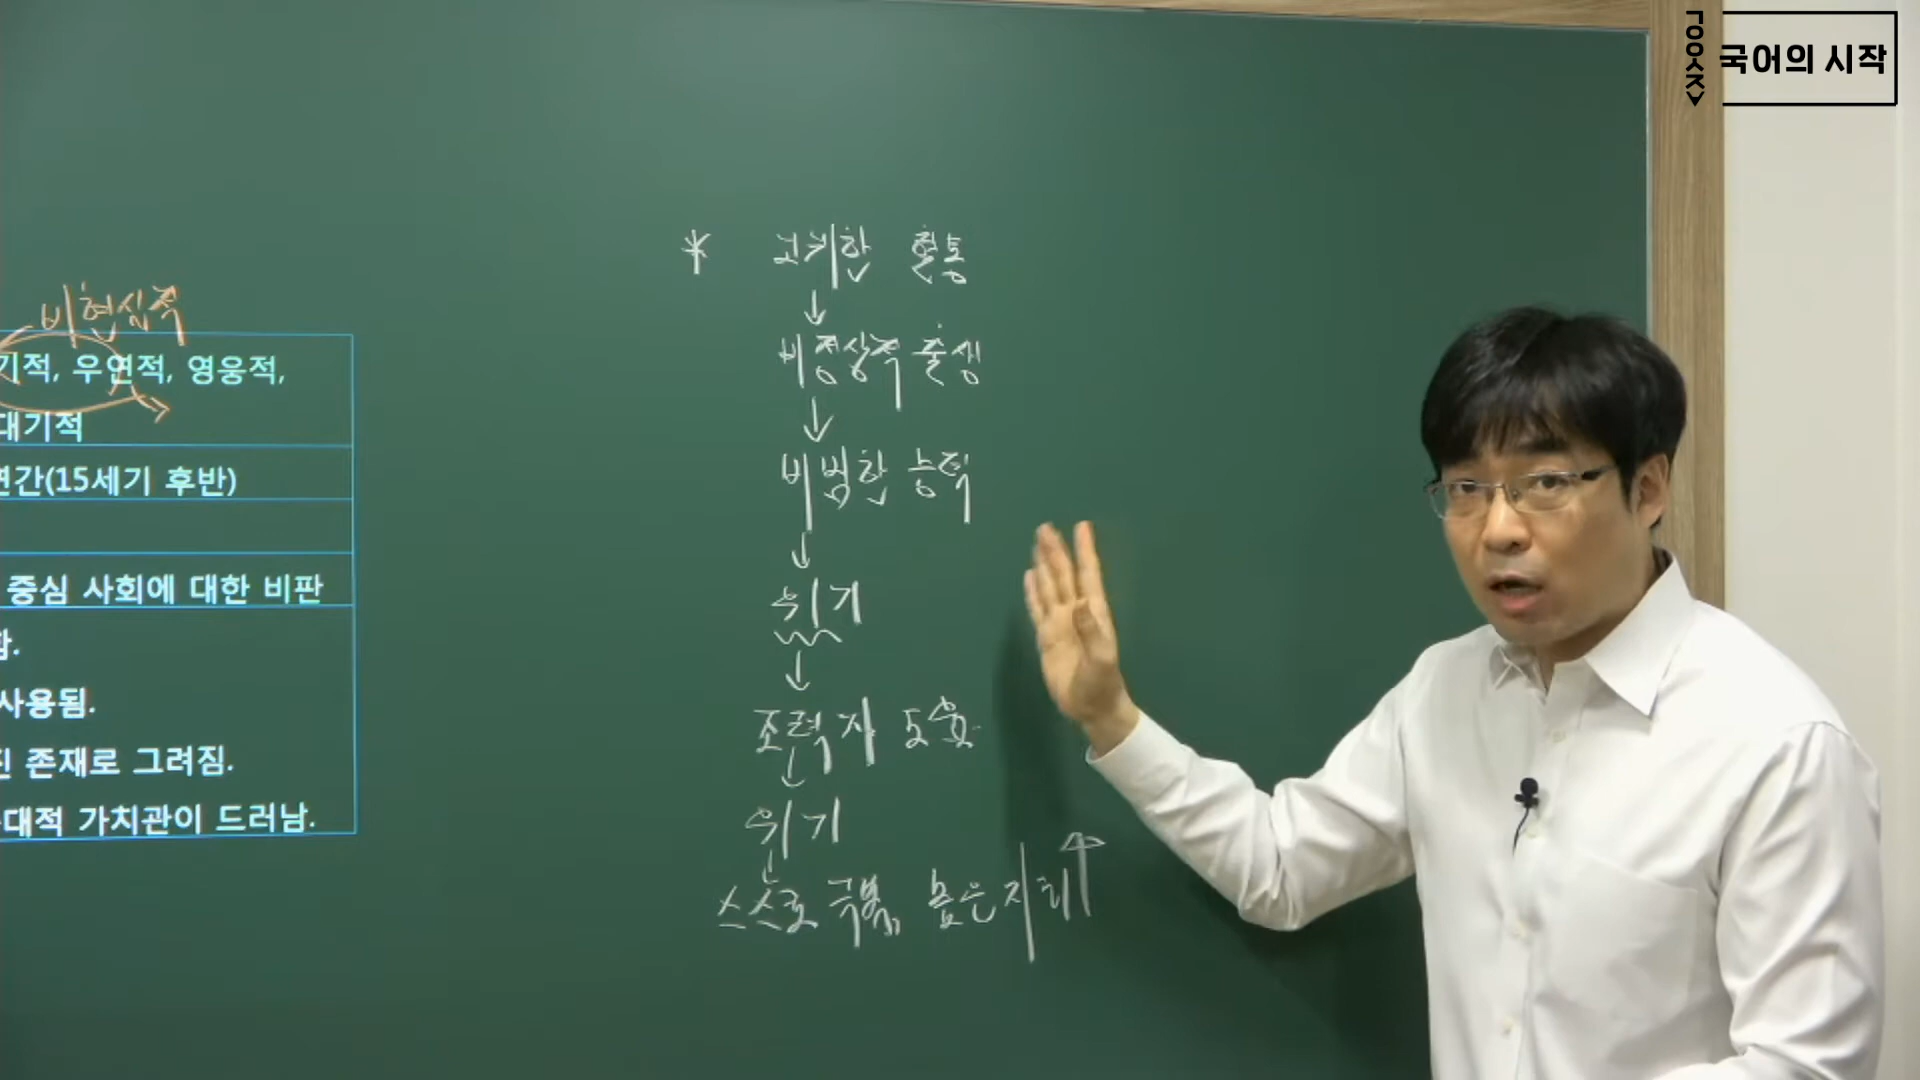 국어의 시작
비현실적
기적, 우연적, 영웅적,
대기적
연간(15세기 후반)
중심 사회에 대한 비판
함.
사용됨.
진 존재로 그려짐.
대적 가치관이 드러남.
* 고귀한 혈통
↓
비정상적 출생
↓
비범한 능력
↓
위기
↓
조력자 도움
↓
위기
↓
스스로 극복, 높은 지위 ↑